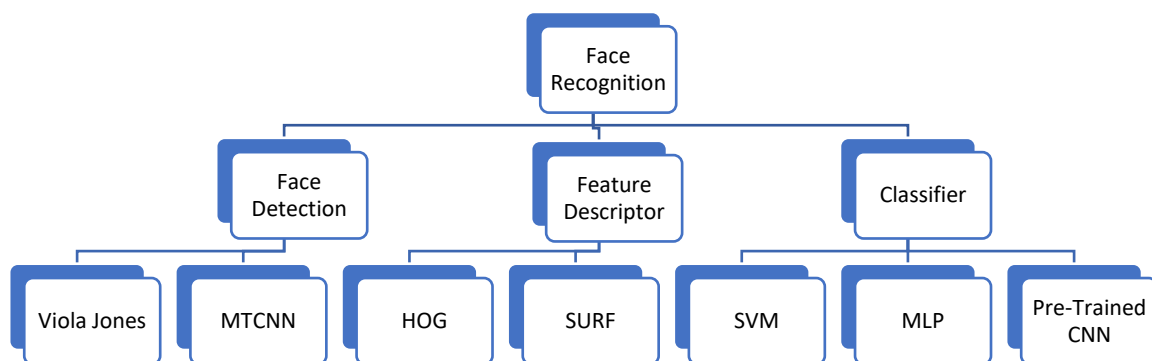 Face
Recognition
Face
Detection
Feature
Descriptor
Classifier
Viola Jones
MTCNN
HOG
SURF
SVM
MLP
Pre-Trained
CNN